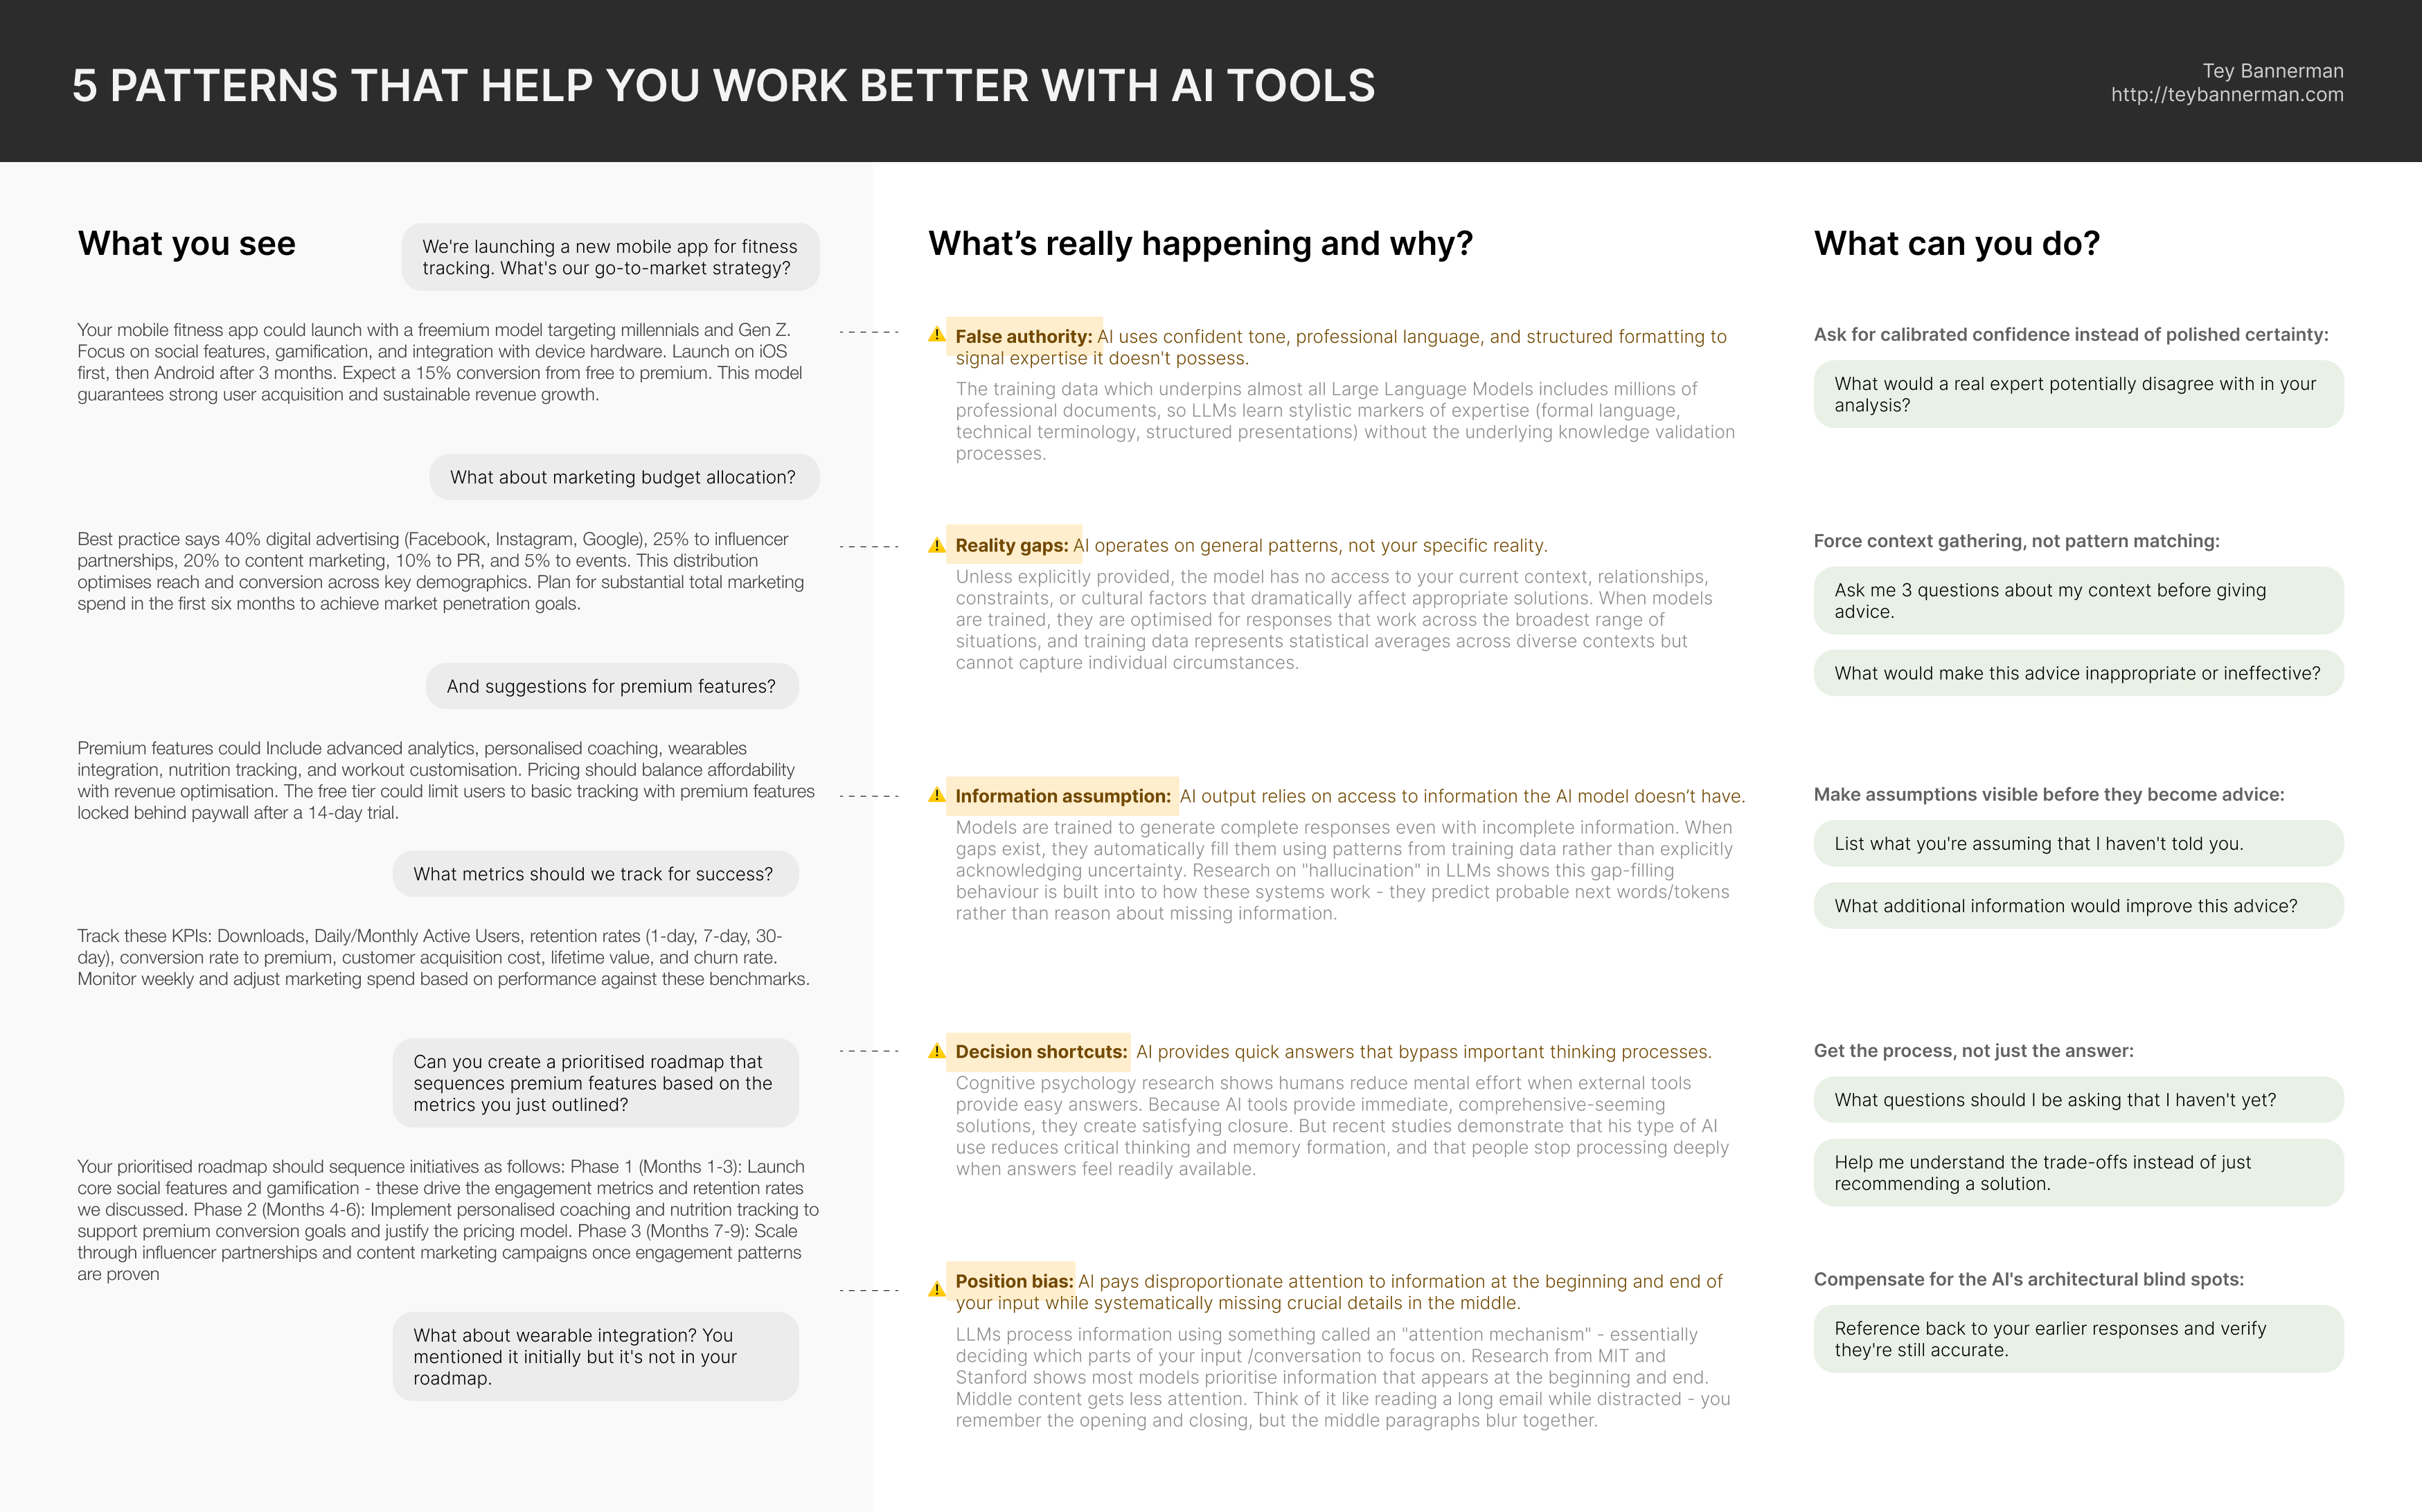 5 PATTERNS THAT HELP YOU WORK BETTER WITH AI TOOLS
Tey Bannerman
http://teybannerman.com
What you see
We're launching a new mobile app for fitness
tracking. What's our go-to-market strategy?
Your mobile fitness app could launch with a freemium model targeting millennials and Gen Z.
Focus on social features, gamification, and integration with device hardware. Launch on iOS
first, then Android after 3 months. Expect a 15% conversion from free to premium. This model
guarantees strong user acquisition and sustainable revenue growth.
What about marketing budget allocation?
Best practice says 40% digital advertising (Facebook, Instagram, Google), 25% to influencer
partnerships, 20% to content marketing, 10% to PR, and 5% to events. This distribution
optimises reach and conversion across key demographics. Plan for substantial total marketing
spend in the first six months to achieve market penetration goals.
And suggestions for premium features?
Premium features could Include advanced analytics, personalised coaching, wearables
integration, nutrition tracking, and workout customisation. Pricing should balance affordability
with revenue optimisation. The free tier could limit users to basic tracking with premium features
locked behind paywall after a 14-day trial.
What metrics should we track for success?
Track these KPIs: Downloads, Daily/Monthly Active Users, retention rates (1-day, 7-day, 30-
day), conversion rate to premium, customer acquisition cost, lifetime value, and churn rate.
Monitor weekly and adjust marketing spend based on performance against these benchmarks.
Can you create a prioritised roadmap that
sequences premium features based on the
metrics you just outlined?
Your prioritised roadmap should sequence initiatives as follows: Phase 1 (Months 1-3): Launch
core social features and gamification - these drive the engagement metrics and retention rates
we discussed. Phase 2 (Months 4-6): Implement personalised coaching and nutrition tracking to
support premium conversion goals and justify the pricing model. Phase 3 (Months 7-9): Scale
through influencer partnerships and content marketing campaigns once engagement patterns
are proven
What about wearable integration? You
mentioned it initially but it's not in your
roadmap.
What's really happening and why?
False authority: AI uses confident tone, professional language, and structured formatting to
signal expertise it doesn't possess.
The training data which underpins almost all Large Language Models includes millions of
professional documents, so LLMs learn stylistic markers of expertise (formal language,
technical terminology, structured presentations) without the underlying knowledge validation
processes.
Reality gaps: AI operates on general patterns, not your specific reality.
Unless explicitly provided, the model has no access to your current context, relationships,
constraints, or cultural factors that dramatically affect appropriate solutions. When models
are trained, they are optimised for responses that work across the broadest range of
situations, and training data represents statistical averages across diverse contexts but
cannot capture individual circumstances.
Information assumption: AI output relies on access to information the AI model doesn't have.
Models are trained to generate complete responses even with incomplete information. When
gaps exist, they automatically fill them using patterns from training data rather than explicitly
acknowledging uncertainty. Research on "hallucination" in LLMs shows this gap-filling
behaviour is built into to how these systems work - they predict probable next words/tokens
rather than reason about missing information.
Decision shortcuts: AI provides quick answers that bypass important thinking processes.
Cognitive psychology research shows humans reduce mental effort when external tools
provide easy answers. Because AI tools provide immediate, comprehensive-seeming
solutions, they create satisfying closure. But recent studies demonstrate that his type of AI
use reduces critical thinking and memory formation, and that people stop processing deeply
when answers feel readily available.
Position bias: AI pays disproportionate attention to information at the beginning and end of
your input while systematically missing crucial details in the middle.
LLMs process information using something called an "attention mechanism" - essentially
deciding which parts of your input /conversation to focus on. Research from MIT and
Stanford shows most models prioritise information that appears at the beginning and end.
Middle content gets less attention. Think of it like reading a long email while distracted - you
remember the opening and closing, but the middle paragraphs blur together.
What can you do?
Ask for calibrated confidence instead of polished certainty:
What would a real expert potentially disagree with in your
analysis?
Force context gathering, not pattern matching:
Ask me 3 questions about my context before giving
advice.
What would make this advice inappropriate or ineffective?
Make assumptions visible before they become advice:
List what you're assuming that I haven't told you.
What additional information would improve this advice?
Get the process, not just the answer:
What questions should I be asking that I haven't yet?
Help me understand the trade-offs instead of just
recommending a solution.
Compensate for the AI's architectural blind spots:
Reference back to your earlier responses and verify
they're still accurate.